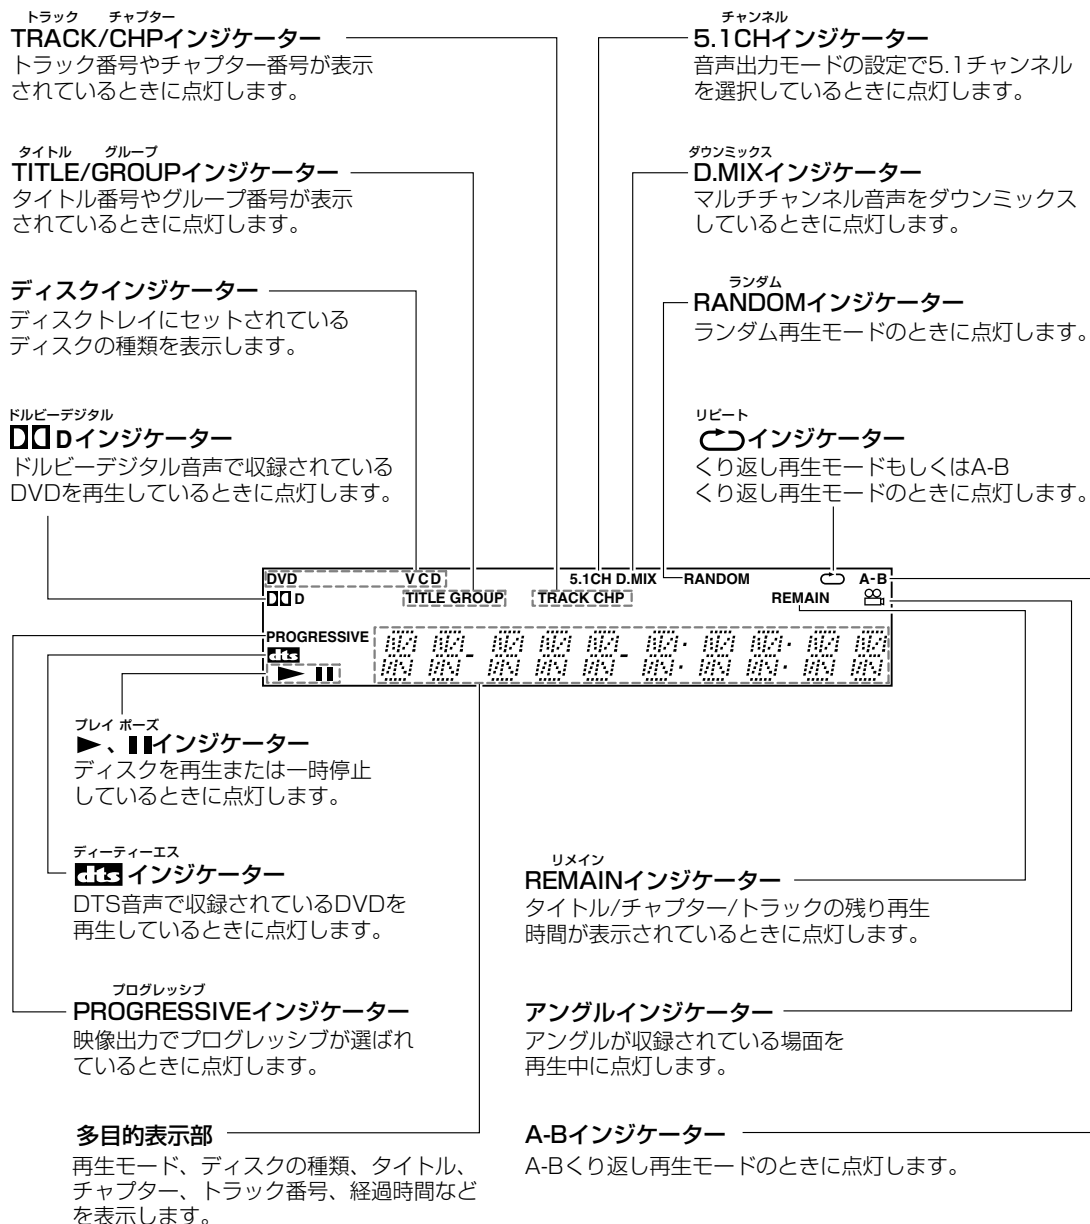 トラック チャプター
TRACK/CHPインジケーター
トラック番号やチャプター番号が表示
されているときに点灯します。
タイトル グループ
TITLE/GROUPインジケーター
タイトル番号やグループ番号が表示
されているときに点灯します。
ディスクインジケーター
ディスクトレイにセットされている
ディスクの種類を表示します。
ドルビーデジタル
Dインジケーター
ドルビーデジタル音声で収録されている
DVDを再生しているときに点灯します。
チャンネル
5.1CHインジケーター
音声出力モードの設定で5.1チャンネル
を選択しているときに点灯します。
ダウンミックス
D.MIXインジケーター
マルチチャンネル音声をダウンミックス
しているときに点灯します。
ランダム
RANDOMインジケーター
ランダム再生モードのときに点灯します。
リピート
インジケーター
くり返し再生モードもしくはA-B
くり返し再生モードのときに点灯します。
DVD VCD 5.1CH D.MIX RANDOM A-B
D TITLE GROUP TRACK CHP REMAIN
PROGRESSIVE
dts
プレイ ポーズ
►、❚❚インジケーター
ディスクを再生または一時停止
しているときに点灯します。
ディーティーエス
dts インジケーター
DTS音声で収録されているDVDを
再生しているときに点灯します。
プログレッシブ
PROGRESSIVEインジケーター
映像出力でプログレッシブが選ばれ
ているときに点灯します。
多目的表示部
再生モード、ディスクの種類、タイトル、
チャプター、トラック番号、経過時間など
を表示します。
リメイン
REMAINインジケーター
タイトル/チャプター/トラックの残り再生
時間が表示されているときに点灯します。
アングルインジケーター
アングルが収録されている場面を
再生中に点灯します。
A-Bインジケーター
A-Bくり返し再生モードのときに点灯します。